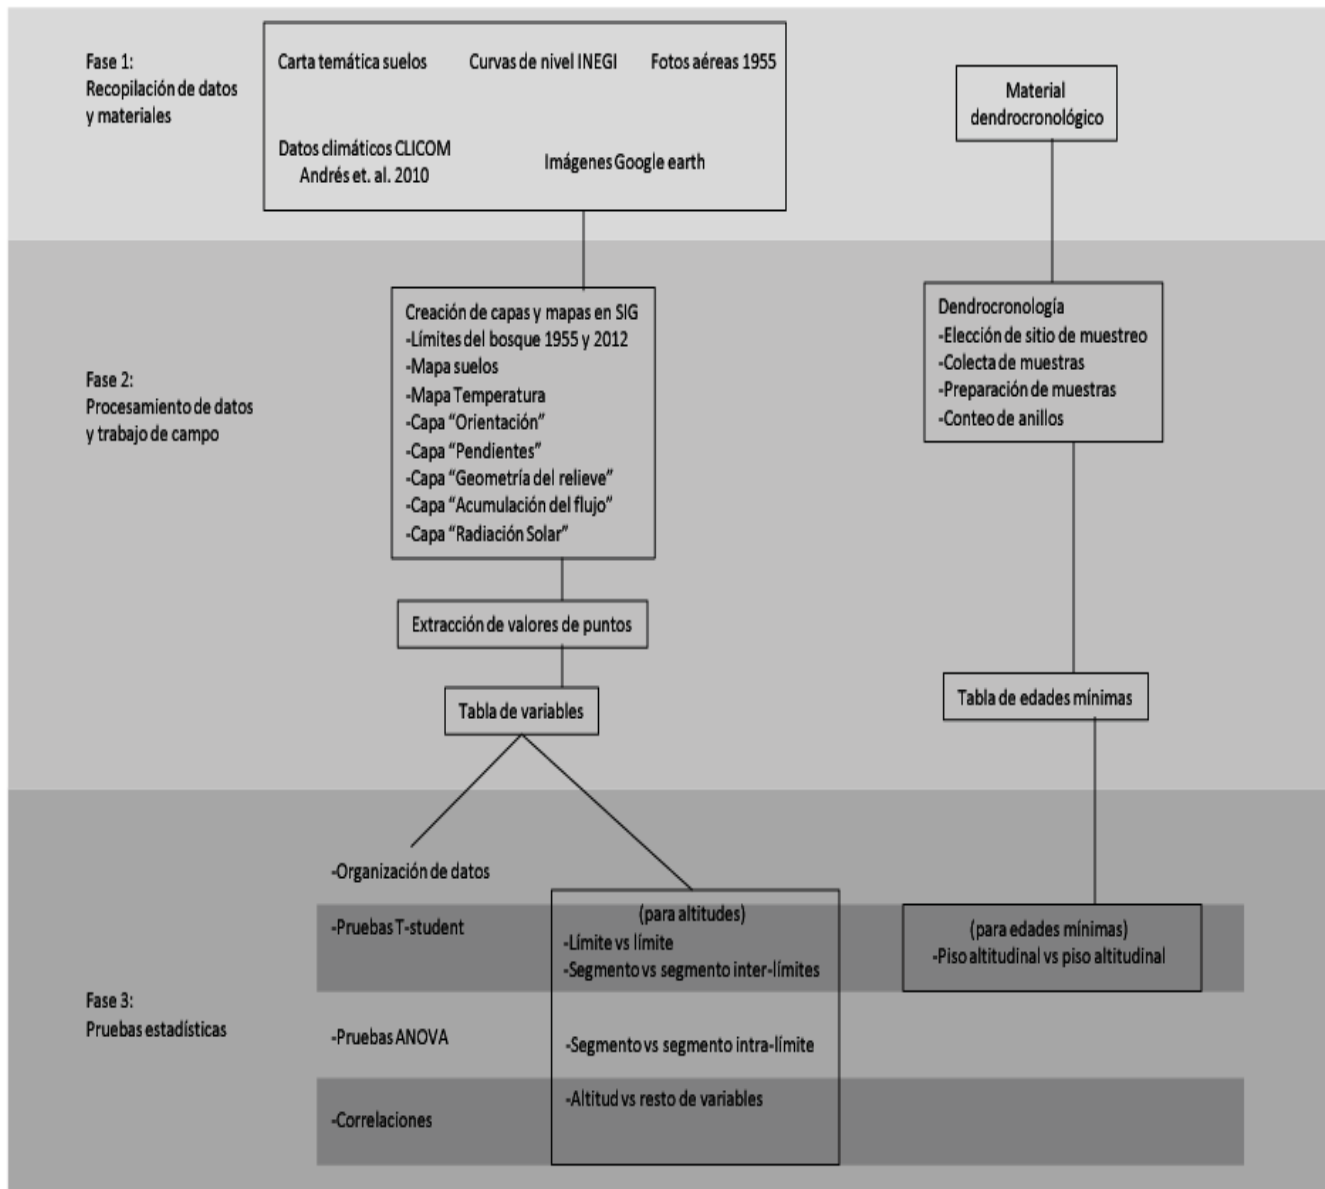 Fase 1:
Recopilación de datos
y materiales
Carta temática suelos
Curvas de nivel INEGI
Fotos aéreas 1955
Datos climáticos CLICOM
Andrés et. al. 2010
Imágenes Google earth
Material
dendrocronológico
Fase 2:
Procesamiento de datos
y trabajo de campo
Creación de capas y mapas en SIG
-Límites del bosque 1955 y 2012
-Mapa suelos
-Mapa Temperatura
-Capa “Orientación”
-Capa “Pendientes”
-Capa “Geometría del relieve”
-Capa “Acumulación del flujo”
-Capa “Radiación Solar”
Dendrocronología
-Elección de sitio de muestreo
-Colecta de muestras
-Preparación de muestras
-Conteo de anillos
Extracción de valores de puntos
Tabla de variables
Tabla de edades mínimas
Fase 3:
Pruebas estadísticas
-Organización de datos
-Pruebas T-student
-Pruebas ANOVA
-Correlaciones
(para altitudes)
-Límite vs límite
-Segmento vs segmento inter-límites
-Segmento vs segmento intra-límite
-Altitud vs resto de variables
(para edades mínimas)
-Piso altitudinal vs piso altitudinal